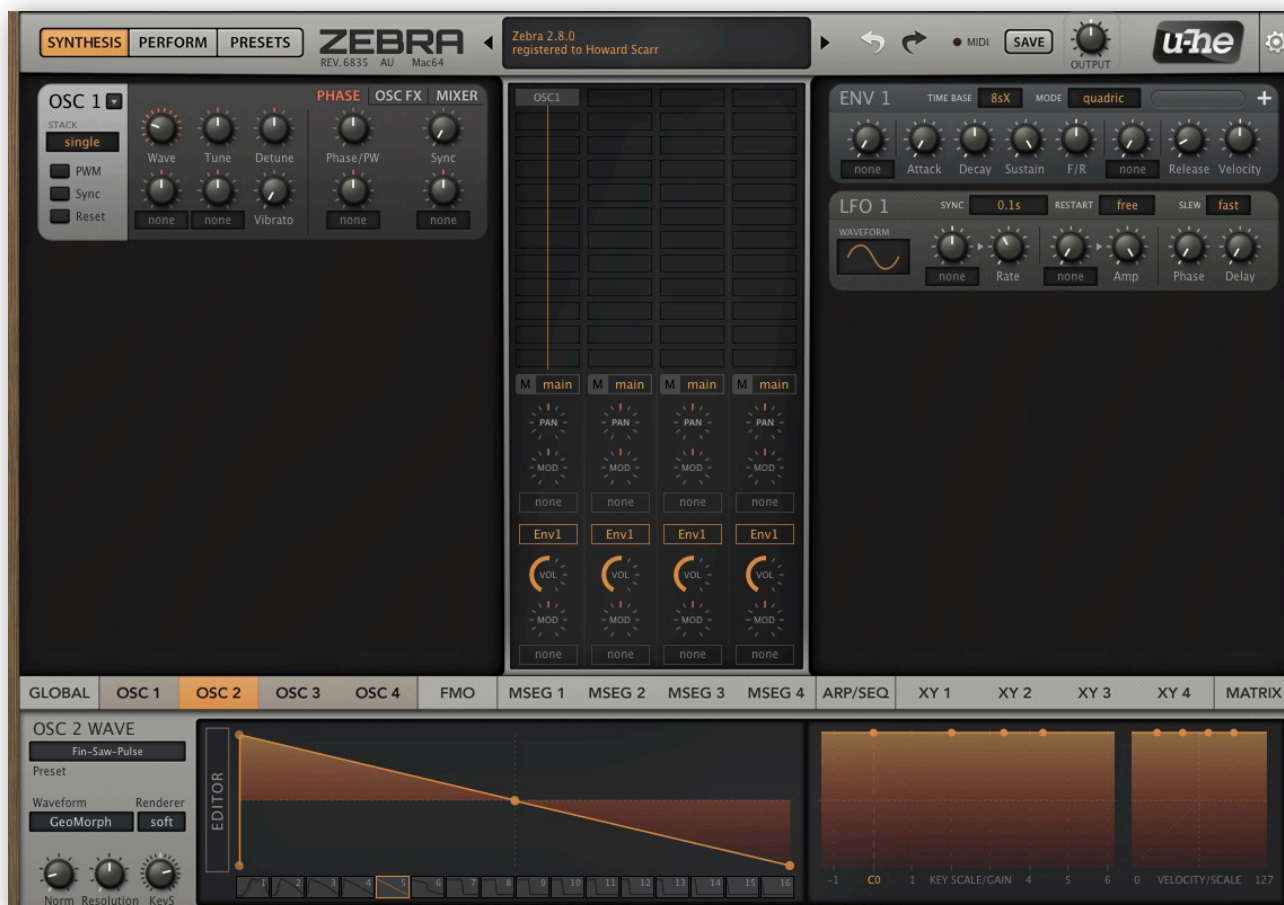 SYNTHESIS PERFORM PRESETS
ZEBRA
REV.6835 AU Mac64
Zebra 2.8.0
registered to Howard Scarr
MIDI
SAVE
OUTPUT
u-he
OSC 1
PHASE OSC FX MIXER
STACK
single
PWM
Sync
Reset
Wave Tune Detune Phase/PW Sync
none none Vibrato none none
OSC1
M main M main M main M main
PAN PAN PAN PAN
MOD MOD MOD MOD
none none none none
Env1 Env1 Env1 Env1
VOL VOL VOL VOL
MOD MOD MOD MOD
none none none none
ENV 1 TIME BASE 8sX MODE quadric +
none Attack Decay Sustain F/R none Release Velocity
LFO 1 SYNC 0.1s RESTART free SLEW fast
WAVEFORM
none Rate none Amp Phase Delay
GLOBAL OSC 1 OSC 2 OSC 3 OSC 4 FMO MSEG 1 MSEG 2 MSEG 3 MSEG 4 ARP/SEQ XY 1 XY 2 XY 3 XY 4 MATRIX
OSC 2 WAVE
Fin-Saw-Pulse
Preset
Waveform Renderer
GeoMorph soft
Norm Resolution KeyS
EDITOR
1 2 3 4 5 6 7 8 9 10 11 12 13 14 15 16
-1 C0 1 KEY SCALE/GAIN 4 5 6
0 VELOCITY/SCALE 127